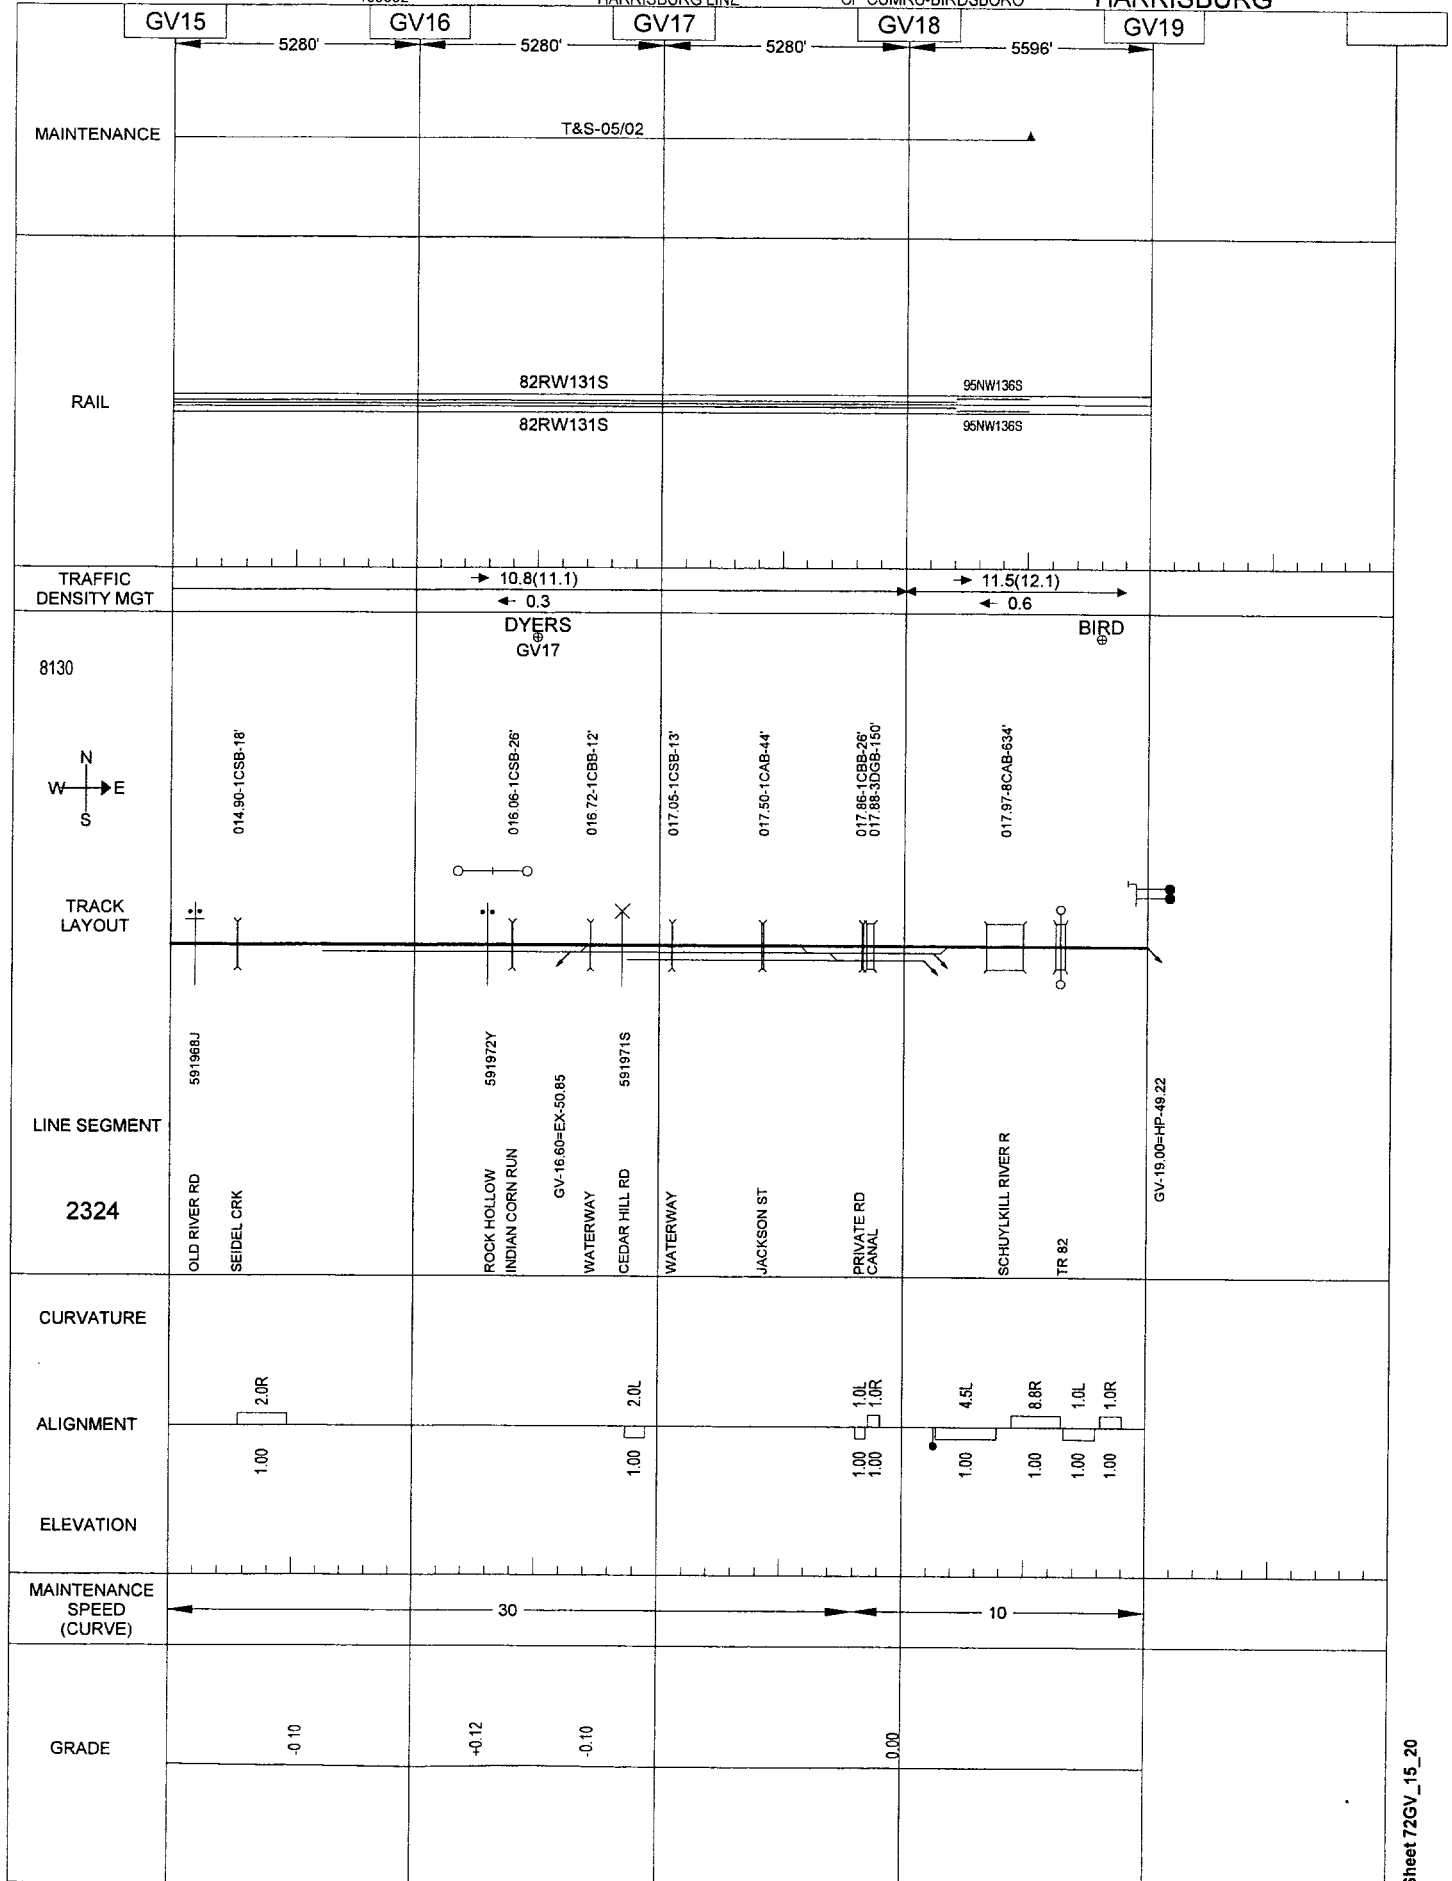 HARRISBURG LINE
CP CUMRU-BIRDSBORO
HARRISBURG
GV15
GV16
GV17
GV18
GV19
5280'
5280'
5280'
5596'
MAINTENANCE
T&S-05/02
RAIL
82RW131S
95NW136S
82RW131S
95NW136S
TRAFFIC
DENSITY MGT
10.8(11.1)
0.3
11.5(12.1)
0.6
DYERS
GV17
BIRD
8130
N
W E
S
014.90-1CSB-18'
016.06-1CSB-26'
016.72-1CBB-12'
017.05-1CSB-13'
017.50-1CAB-44'
017.86-1CBB-26'
017.88-3DGB-150'
017.97-8CAB-634'
TRACK
LAYOUT
591968J
591972Y
591971S
GV-16.60=EX-50.85
GV-19.00=HP-49.22
LINE SEGMENT
2324
OLD RIVER RD
SEIDEL CRK
ROCK HOLLOW
INDIAN CORN RUN
WATERWAY
CEDAR HILL RD
WATERWAY
JACKSON ST
PRIVATE RD
CANAL
SCHUYLKILL RIVER R
TR 82
CURVATURE
2.0R
2.0L
1.0L
1.0R
4.5L
8.8R
1.0L
1.0R
ALIGNMENT
1.00
1.00
1.00
1.00
1.00
1.00
1.00
1.00
ELEVATION
MAINTENANCE
SPEED
(CURVE)
30
10
GRADE
-0.10
+0.12
-0.10
0.00
Sheet 72GV_15_20